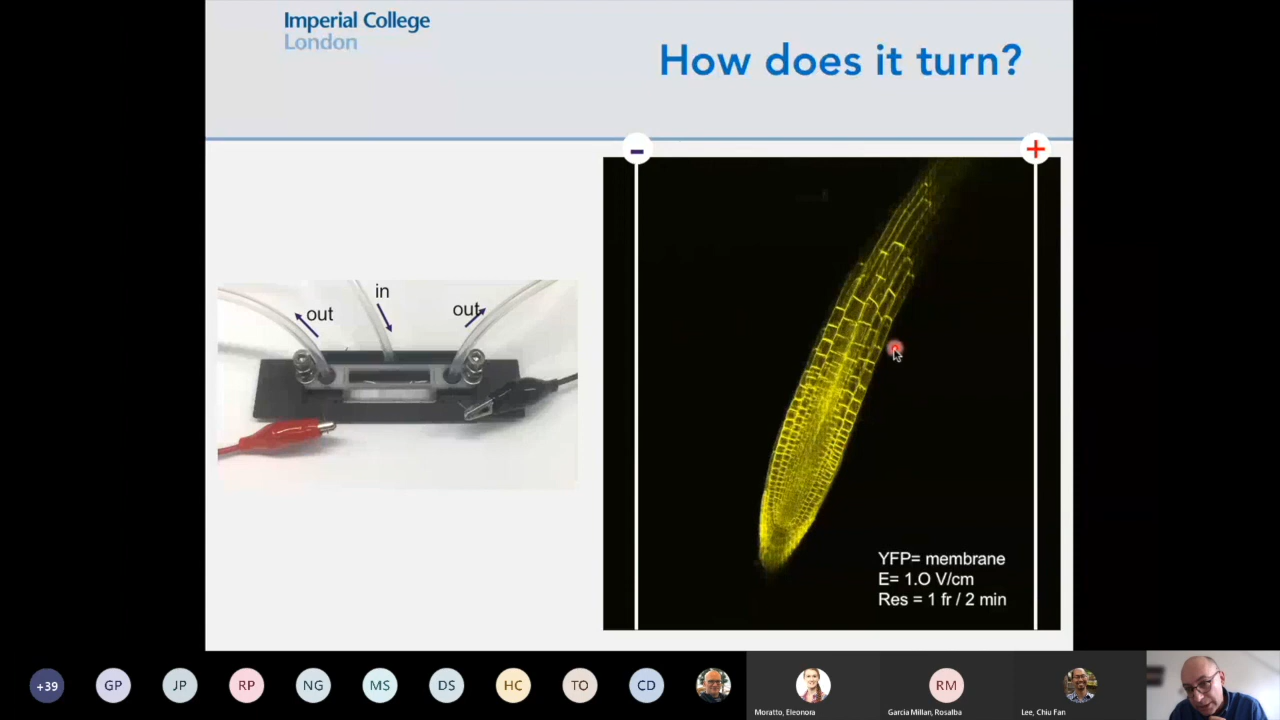 Imperial College
London
How does it turn?
-
+
out
in
out
YFP= membrane
E= 1.O V/cm
Res = 1 fr / 2 min
+39
GP
JP
RP
NG
MS
DS
HC
TO
CD
RM
Moratto, Eleonora
Garcia Millan, Rosalba
Lee, Chiu Fan